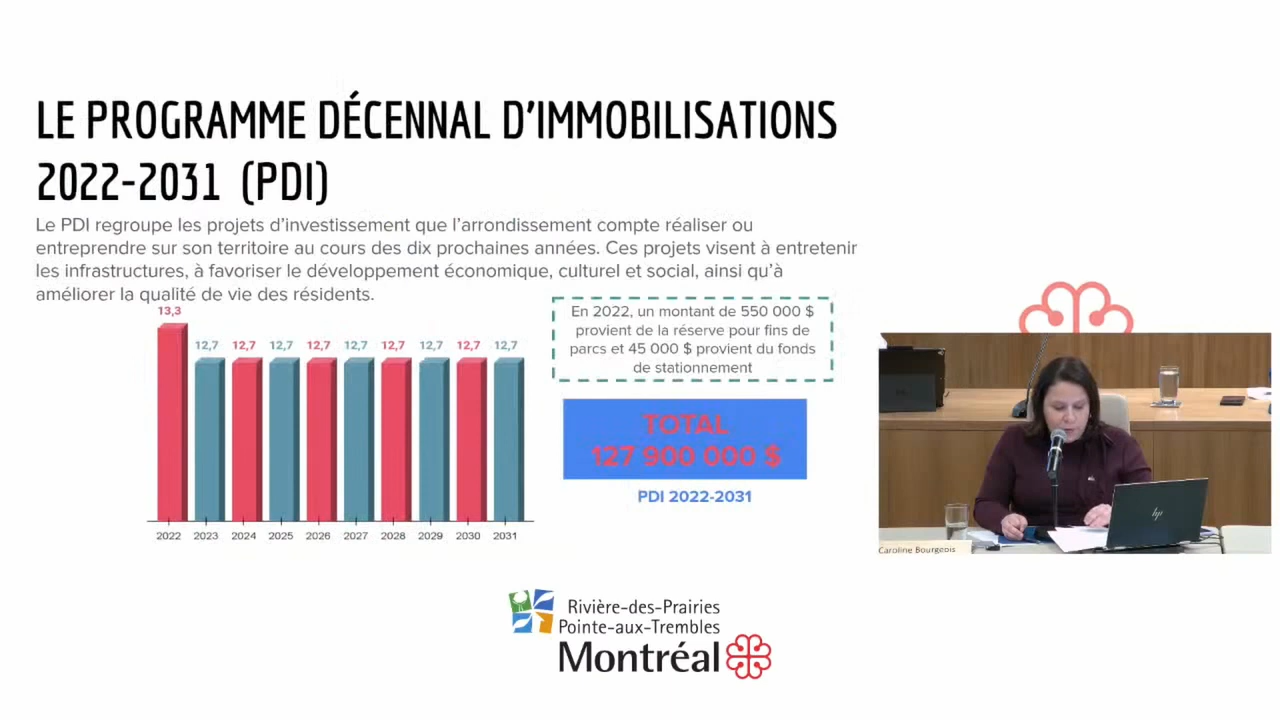 LE PROGRAMME DÉCENNAL D'IMMOBILISATIONS
2022-2031 (PDI)
Le PDI regroupe les projets d'investissement que l'arrondissement compte réaliser ou
entreprendre sur son territoire au cours des dix prochaines années. Ces projets visent à entretenir
les infrastructures, à favoriser le développement économique, culturel et social, ainsi qu'à
améliorer la qualité de vie des résidents.
13,3
12,7 12,7 12,7 12,7 12,7 12,7 12,7 12,7 12,7
2022 2023 2024 2025 2026 2027 2028 2029 2030 2031
En 2022, un montant de 550 000 $
provient de la réserve pour fins de
parcs et 45 000 $ provient du fonds
de stationnement
TOTAL
127 900 000 $
PDI 2022-2031
hp
Caroline Bourgeois
Rivière-des-Prairies
Pointe-aux-Trembles
Montréal